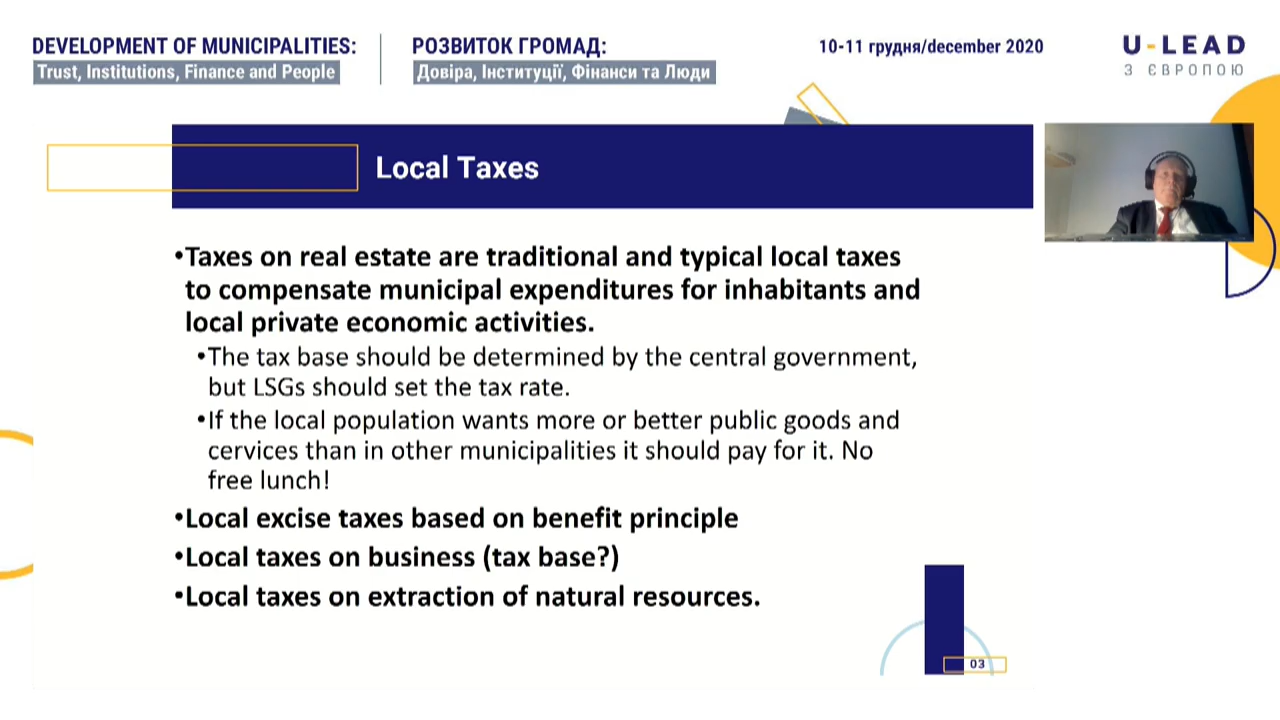 DEVELOPMENT OF MUNICIPALITIES:
Trust, Institutions, Finance and People
РОЗВИТОК ГРОМАД:
Довіра, Інституції, Фінанси та Люди
10-11 грудня/december 2020
U-LEAD
З ЄВРОПОЮ
Local Taxes
•Taxes on real estate are traditional and typical local taxes
to compensate municipal expenditures for inhabitants and
local private economic activities.
•The tax base should be determined by the central government,
but LSGs should set the tax rate.
•If the local population wants more or better public goods and
cervices than in other municipalities it should pay for it. No
free lunch!
•Local excise taxes based on benefit principle
•Local taxes on business (tax base?)
•Local taxes on extraction of natural resources.
03